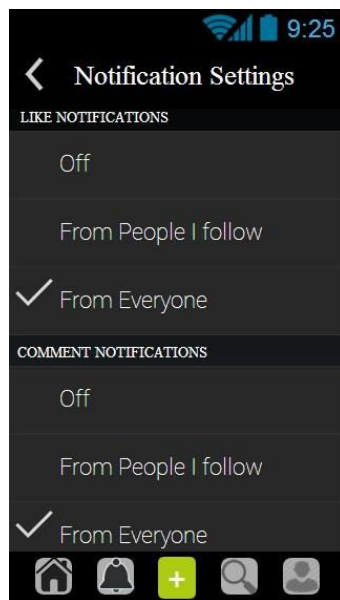 9:25
Notification Settings
LIKE NOTIFICATIONS
Off
From People I follow
From Everyone
COMMENT NOTIFICATIONS
Off
From People I follow
From Everyone
+